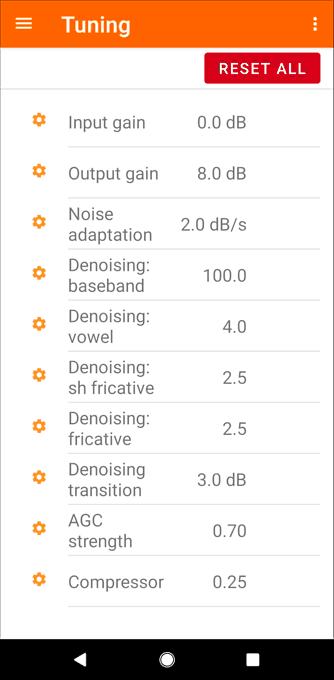 Tuning
RESET ALL
Input gain 0.0 dB
Output gain 8.0 dB
Noise
adaptation 2.0 dB/s
Denoising:
baseband 100.0
Denoising:
vowel 4.0
Denoising:
sh fricative 2.5
Denoising:
fricative 2.5
Denoising
transition 3.0 dB
AGC
strength 0.70
Compressor 0.25